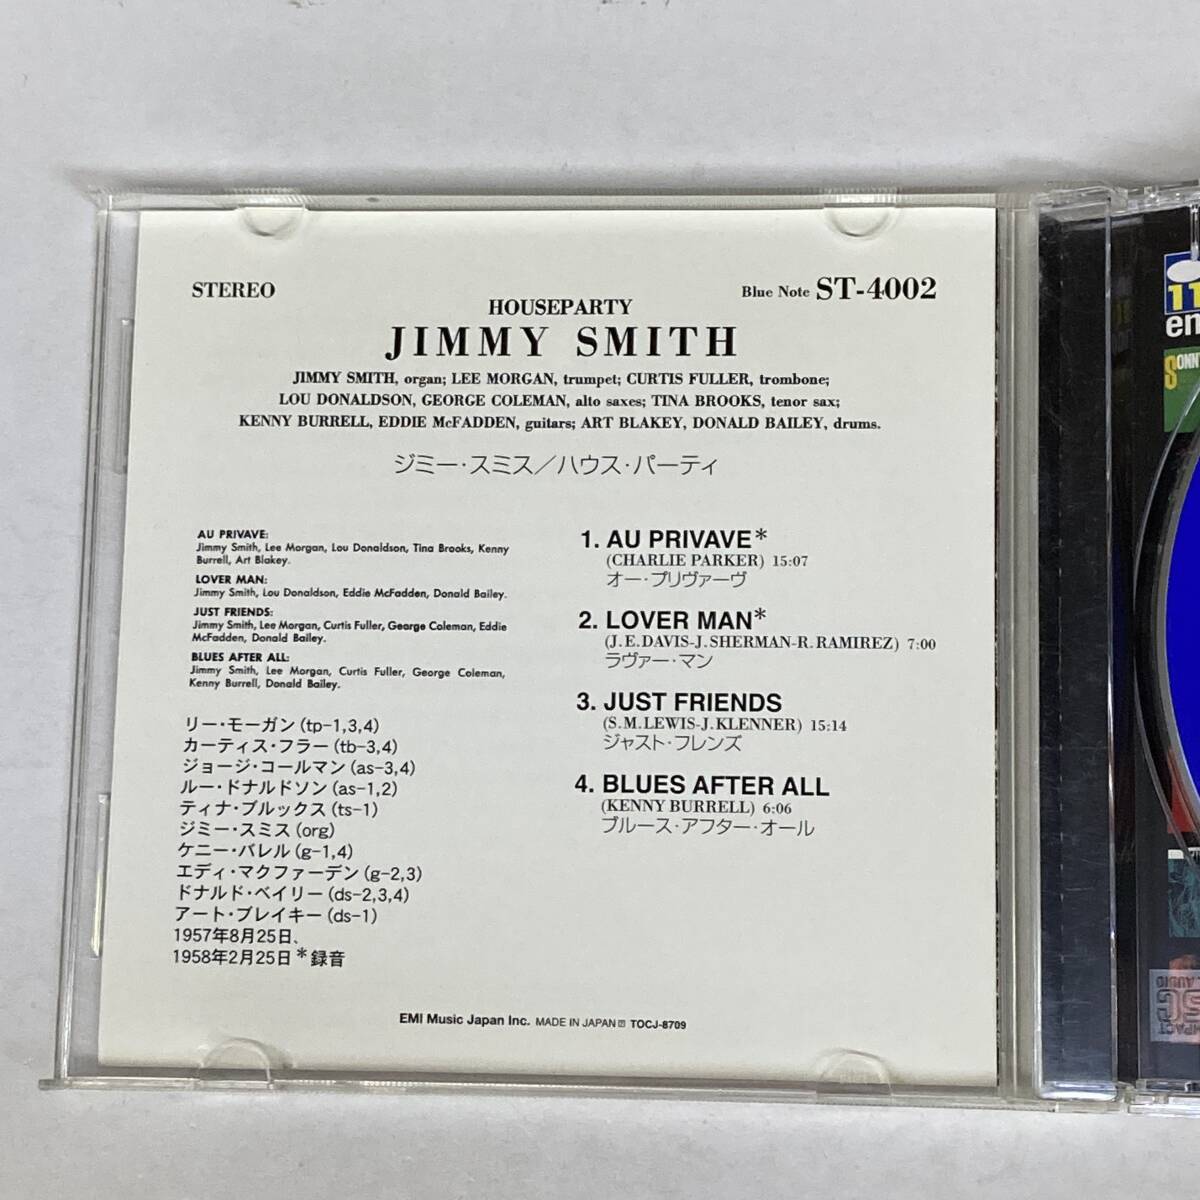 STEREO
Blue Note ST-4002
HOUSEPARTY
JIMMY SMITH
JIMMY SMITH, organ; LEE MORGAN, trumpet; CURTIS FULLER, trombone;
LOU DONALDSON, GEORGE COLEMAN, alto saxes; TINA BROOKS, tenor sax;
KENNY BURRELL, EDDIE McFADDEN, guitars; ART BLAKEY, DONALD BAILEY, drums.
ジミー・スミス/ハウス・パーティ
AU PRIVAVE:
Jimmy Smith, Lee Morgan, Lou Donaldson, Tina Brooks, Kenny
Burrell, Art Blakey.
LOVER MAN:
Jimmy Smith, Lou Donaldson, Eddie McFadden, Donald Bailey.
JUST FRIENDS:
Jimmy Smith, Lee Morgan, Curtis Fuller, George Coleman, Eddie
McFadden, Donald Bailey.
BLUES AFTER ALL:
Jimmy Smith, Lee Morgan, Curtis Fuller, George Coleman,
Kenny Burrell, Donald Bailey.
リー・モーガン(tp-1,3,4)
カーティス・フラー(tb-3,4)
ジョージ・コールマン(as-3,4)
ルー・ドナルドソン(as-1,2)
ティナ・ブルックス(ts-1)
ジミー・スミス(org)
ケニー・バレル(g-1,4)
エディ・マクファーデン(g-2,3)
ドナルド・ベイリー(ds-2,3,4)
アート・ブレイキー(ds-1)
1957年8月25日、
1958年2月25日*録音
1. AU PRIVAVE*
(CHARLIE PARKER) 15:07
オー・プリヴァーヴ
2. LOVER MAN*
(J.E.DAVIS-J.SHERMAN-R.RAMIREZ) 7:00
ラヴァー・マン
3. JUST FRIENDS
(S.M.LEWIS-J.KLENNER) 15:14
ジャスト・フレンズ
4. BLUES AFTER ALL
(KENNY BURRELL) 6:06
ブルース・アフター・オール
EMI Music Japan Inc. MADE IN JAPAN TOCJ-8709
11
en
SONN